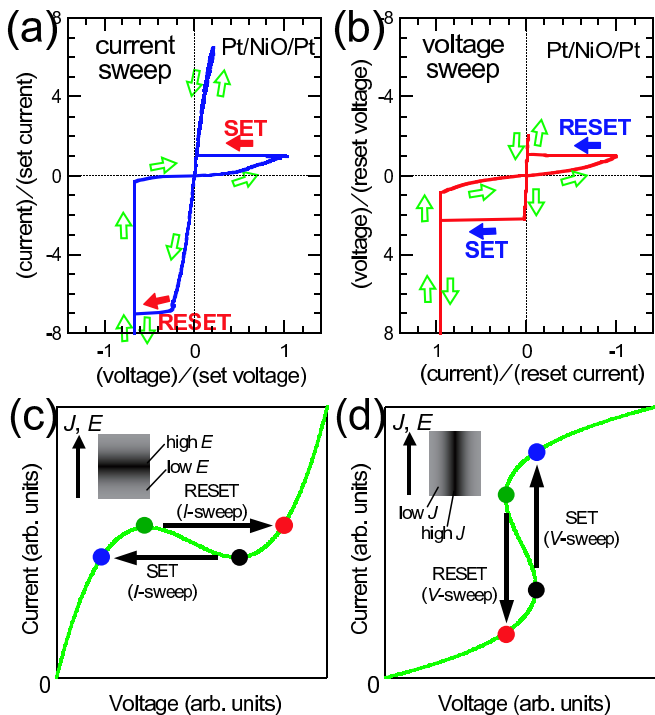 (a)
8
4
0
-4
-8
(current)/(set current)
current
sweep
Pt/NiO/Pt
SET
RESET
-1
0
1
(voltage)/(set voltage)
(b)
-8
-4
0
4
8
(voltage)/(reset voltage)
voltage
sweep
Pt/NiO/Pt
RESET
SET
1
0
-1
(current)/(reset current)
(c)
J, E
high E
low E
RESET
(I-sweep)
SET
(I-sweep)
Current (arb. units)
0
Voltage (arb. units)
(d)
J, E
low J
high J
SET
(V-sweep)
RESET
(V-sweep)
Current (arb. units)
0
Voltage (arb. units)